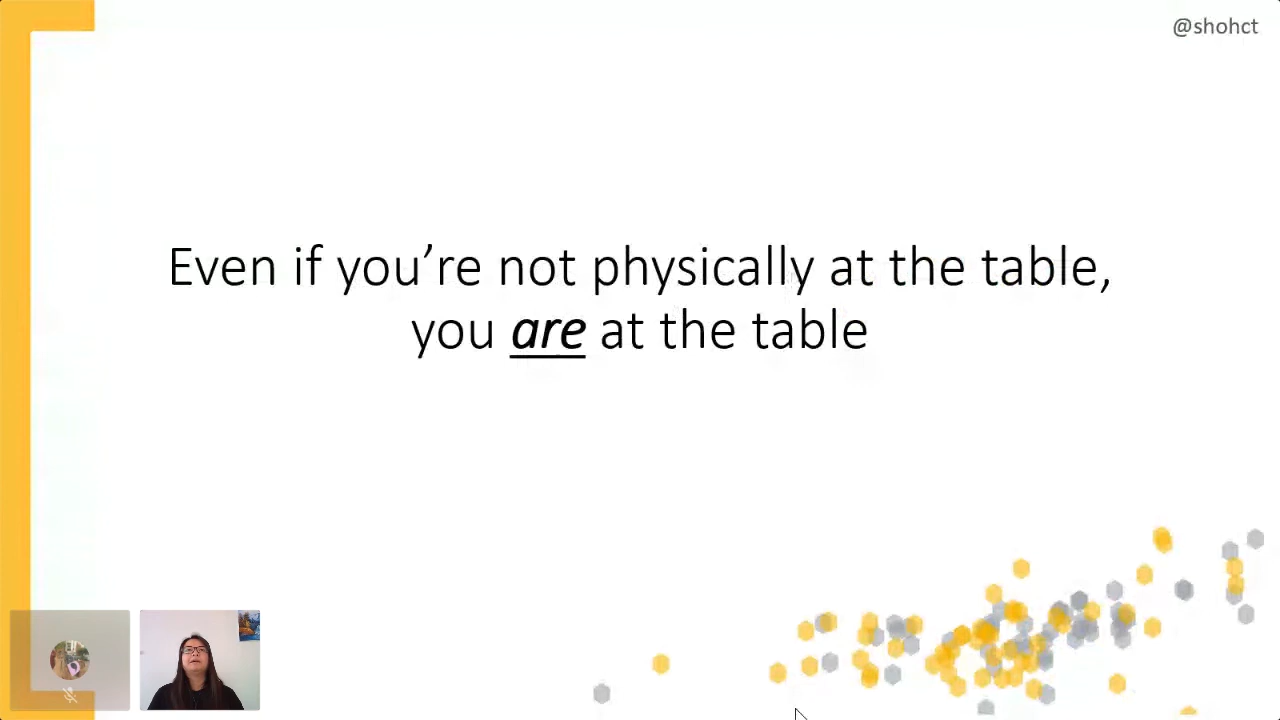 @shohct
Even if you’re not physically at the table,
you are at the table